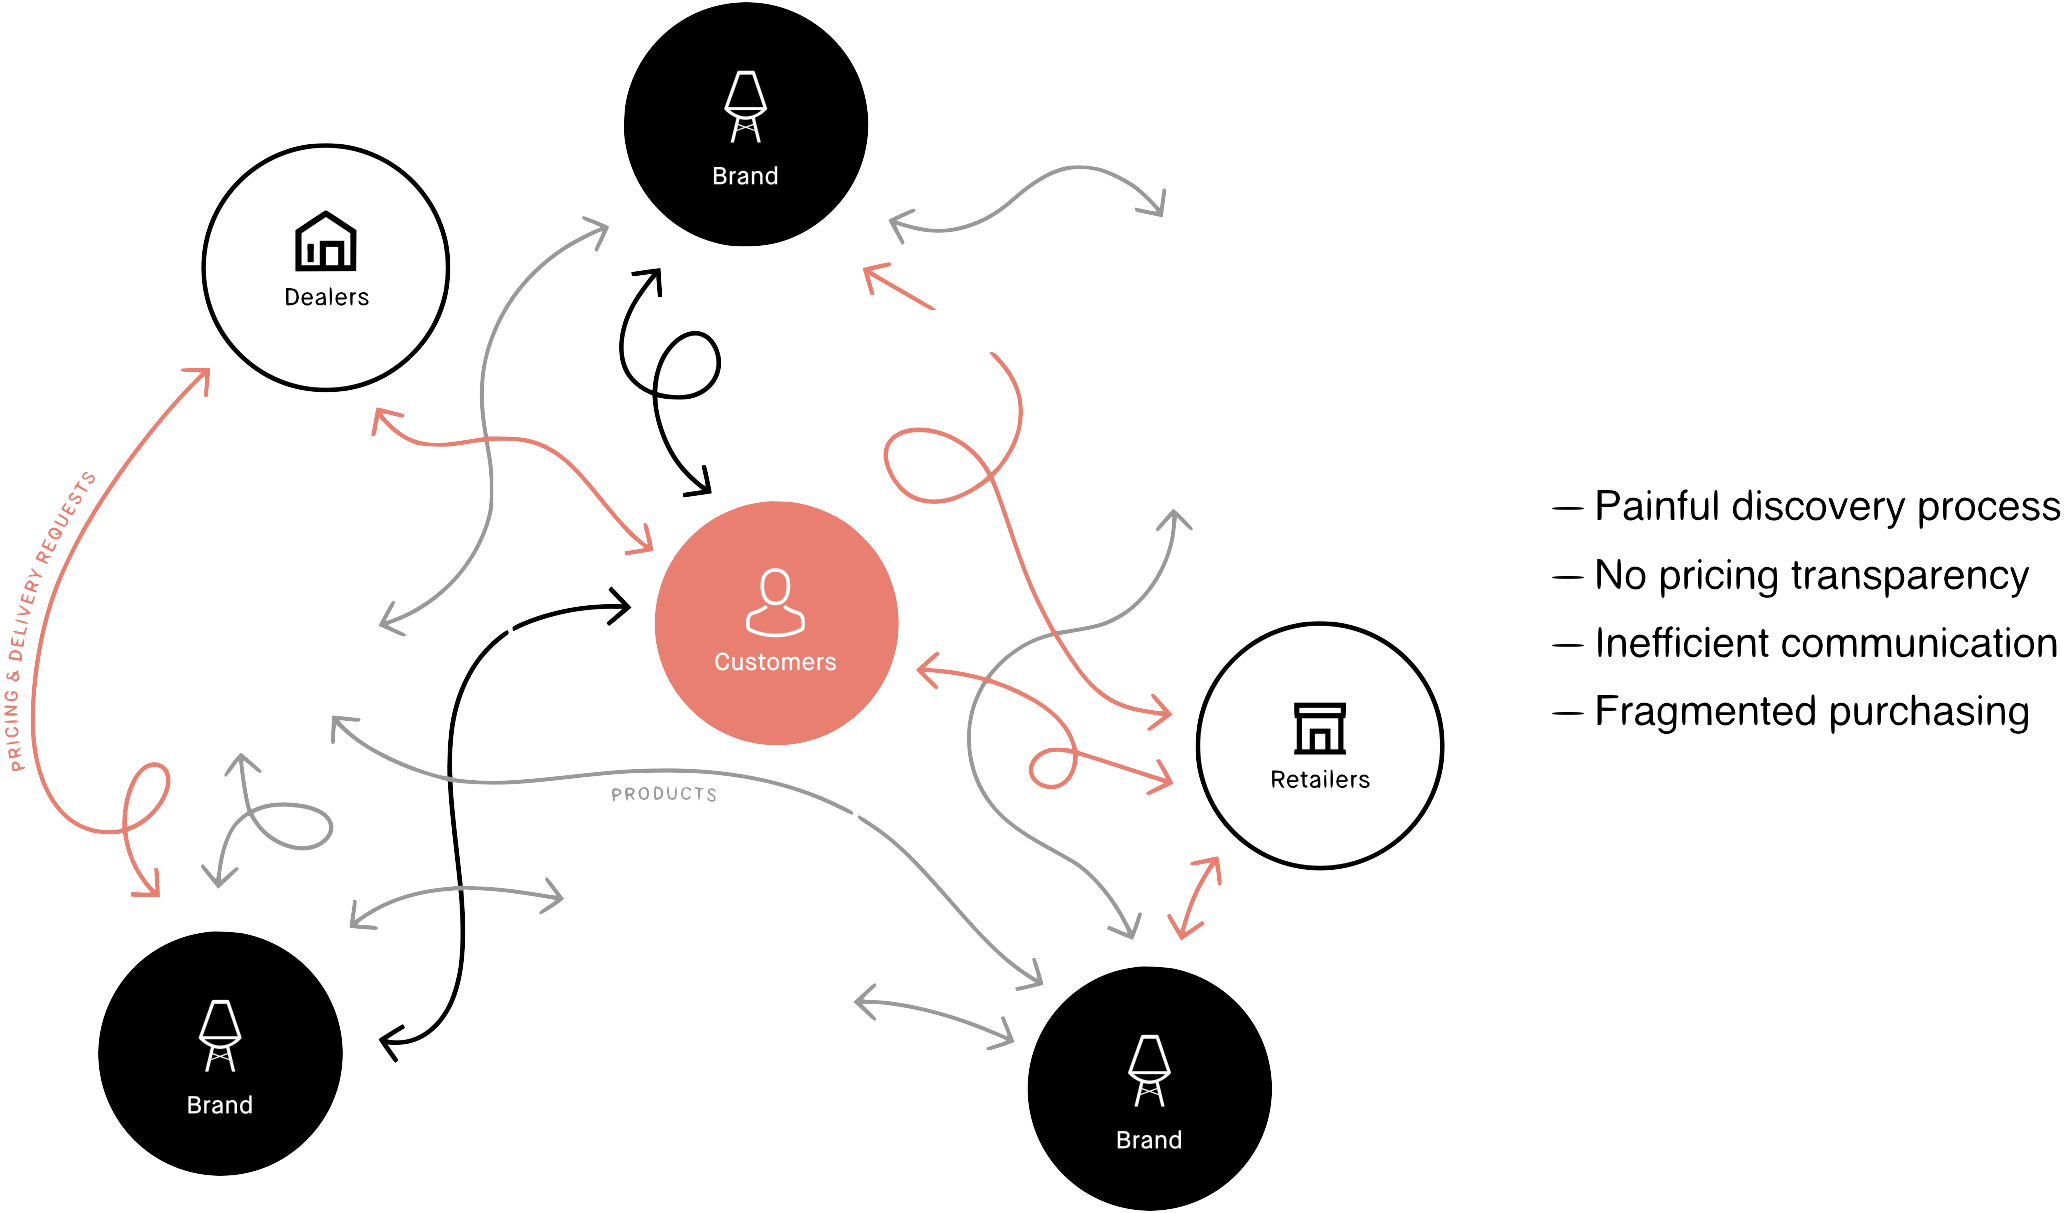 Brand
Dealers
PRICING & DELIVERY REQUESTS
Customers
Retailers
PRODUCTS
Brand
Brand
— Painful discovery process
— No pricing transparency
— Inefficient communication
— Fragmented purchasing